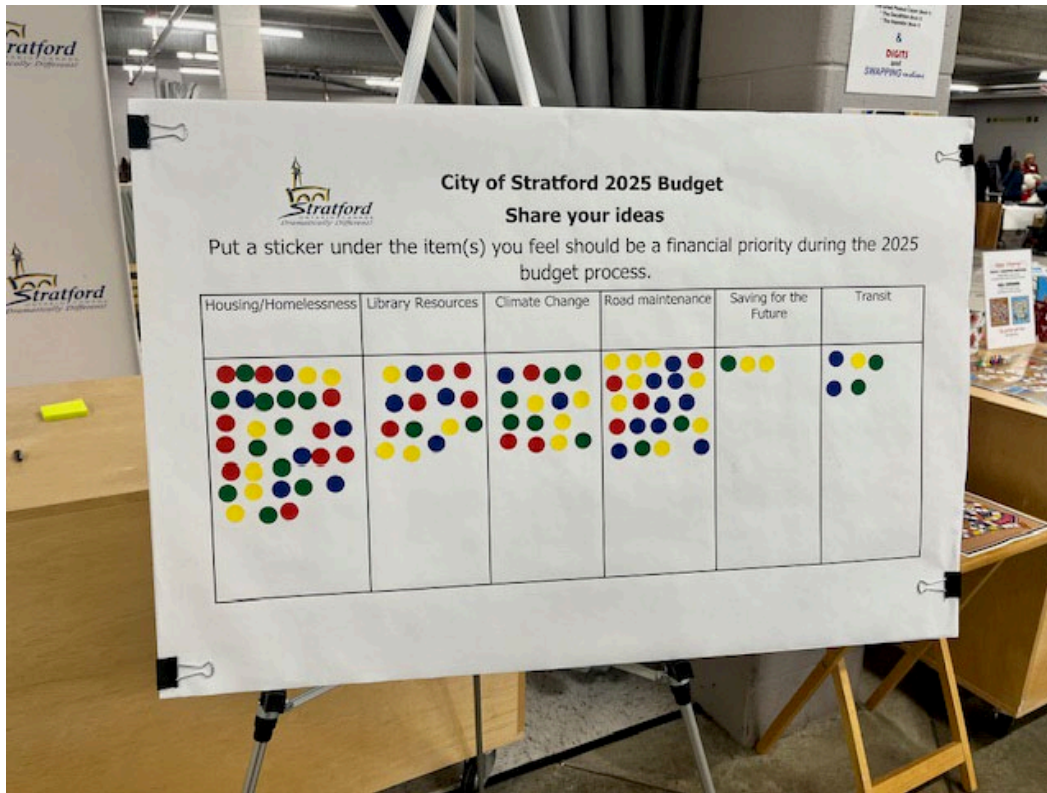 Stratford
City of Stratford 2025 Budget
Share your ideas
Put a sticker under the item(s) you feel should be a financial priority during the 2025
budget process.
Housing/Homelessness
Library Resources
Climate Change
Road maintenance
Saving for the
Future
Transit
ratford
Stratford
&
DIGITS
and
SWAPPING